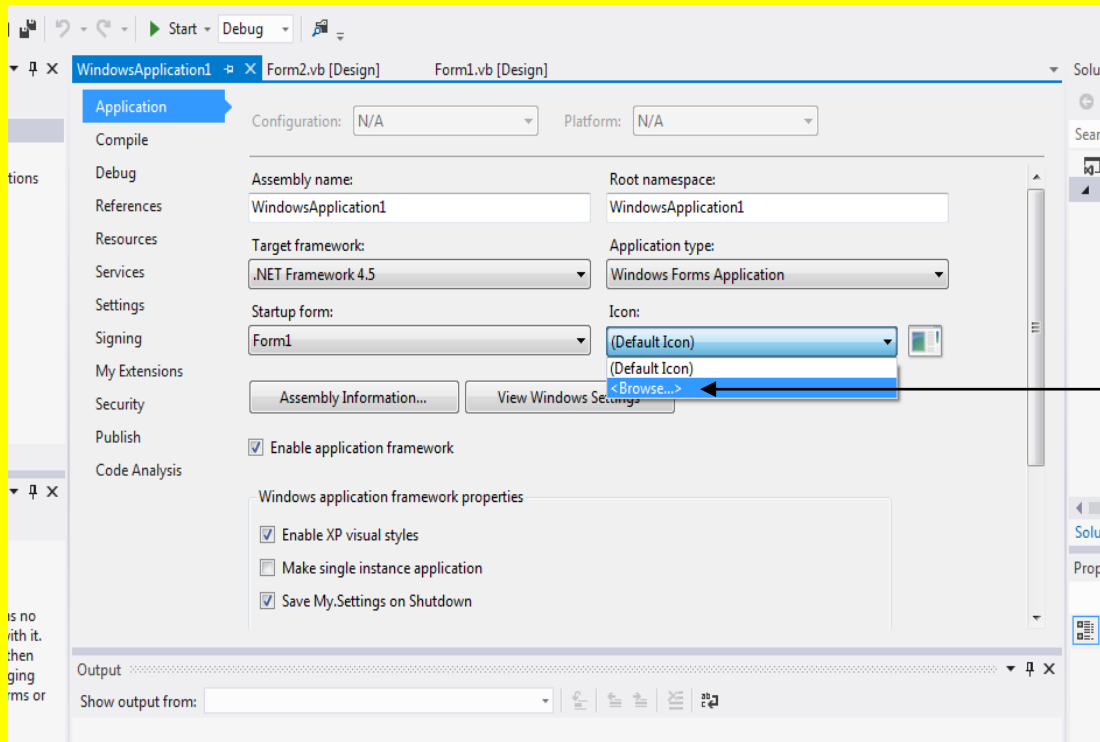 Start
Debug
WindowsApplication1
Form2.vb [Design]
Form1.vb [Design]
Solu
Sear
tions
Application
Compile
Debug
References
Resources
Services
Settings
Signing
My Extensions
Security
Publish
Code Analysis
Configuration: N/A
Platform: N/A
Assembly name:
Root namespace:
WindowsApplication1
WindowsApplication1
Target framework:
Application type:
.NET Framework 4.5
Windows Forms Application
Startup form:
Icon:
Form1
(Default Icon)
(Default Icon)
<Browse...>
Assembly Information...
View Windows Settings
Enable application framework
Windows application framework properties
Enable XP visual styles
Make single instance application
Save My.Settings on Shutdown
Solu
Prop
is no
vith it.
then
ging
rms or
Output
Show output from: